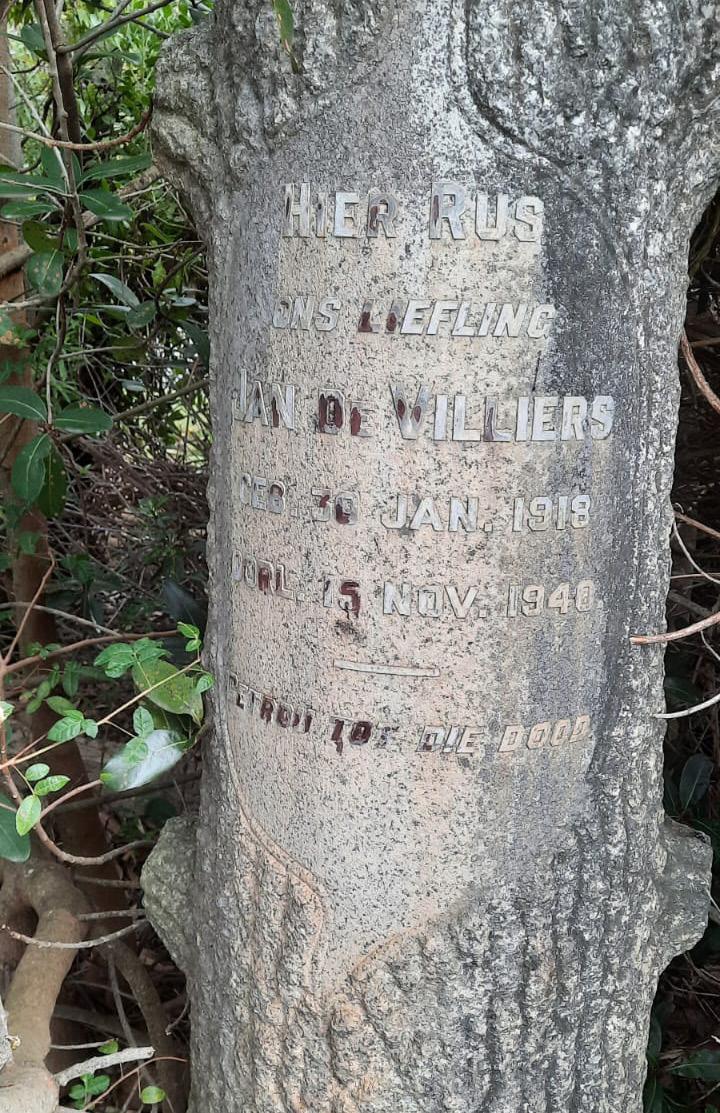 HIER RUS
ONS LIEFLING
JAN DE VILLIERS
GEB. 30 JAN. 1918
OORL. 15 NOV. 1940.
GETROU TOT DIE DOOD.